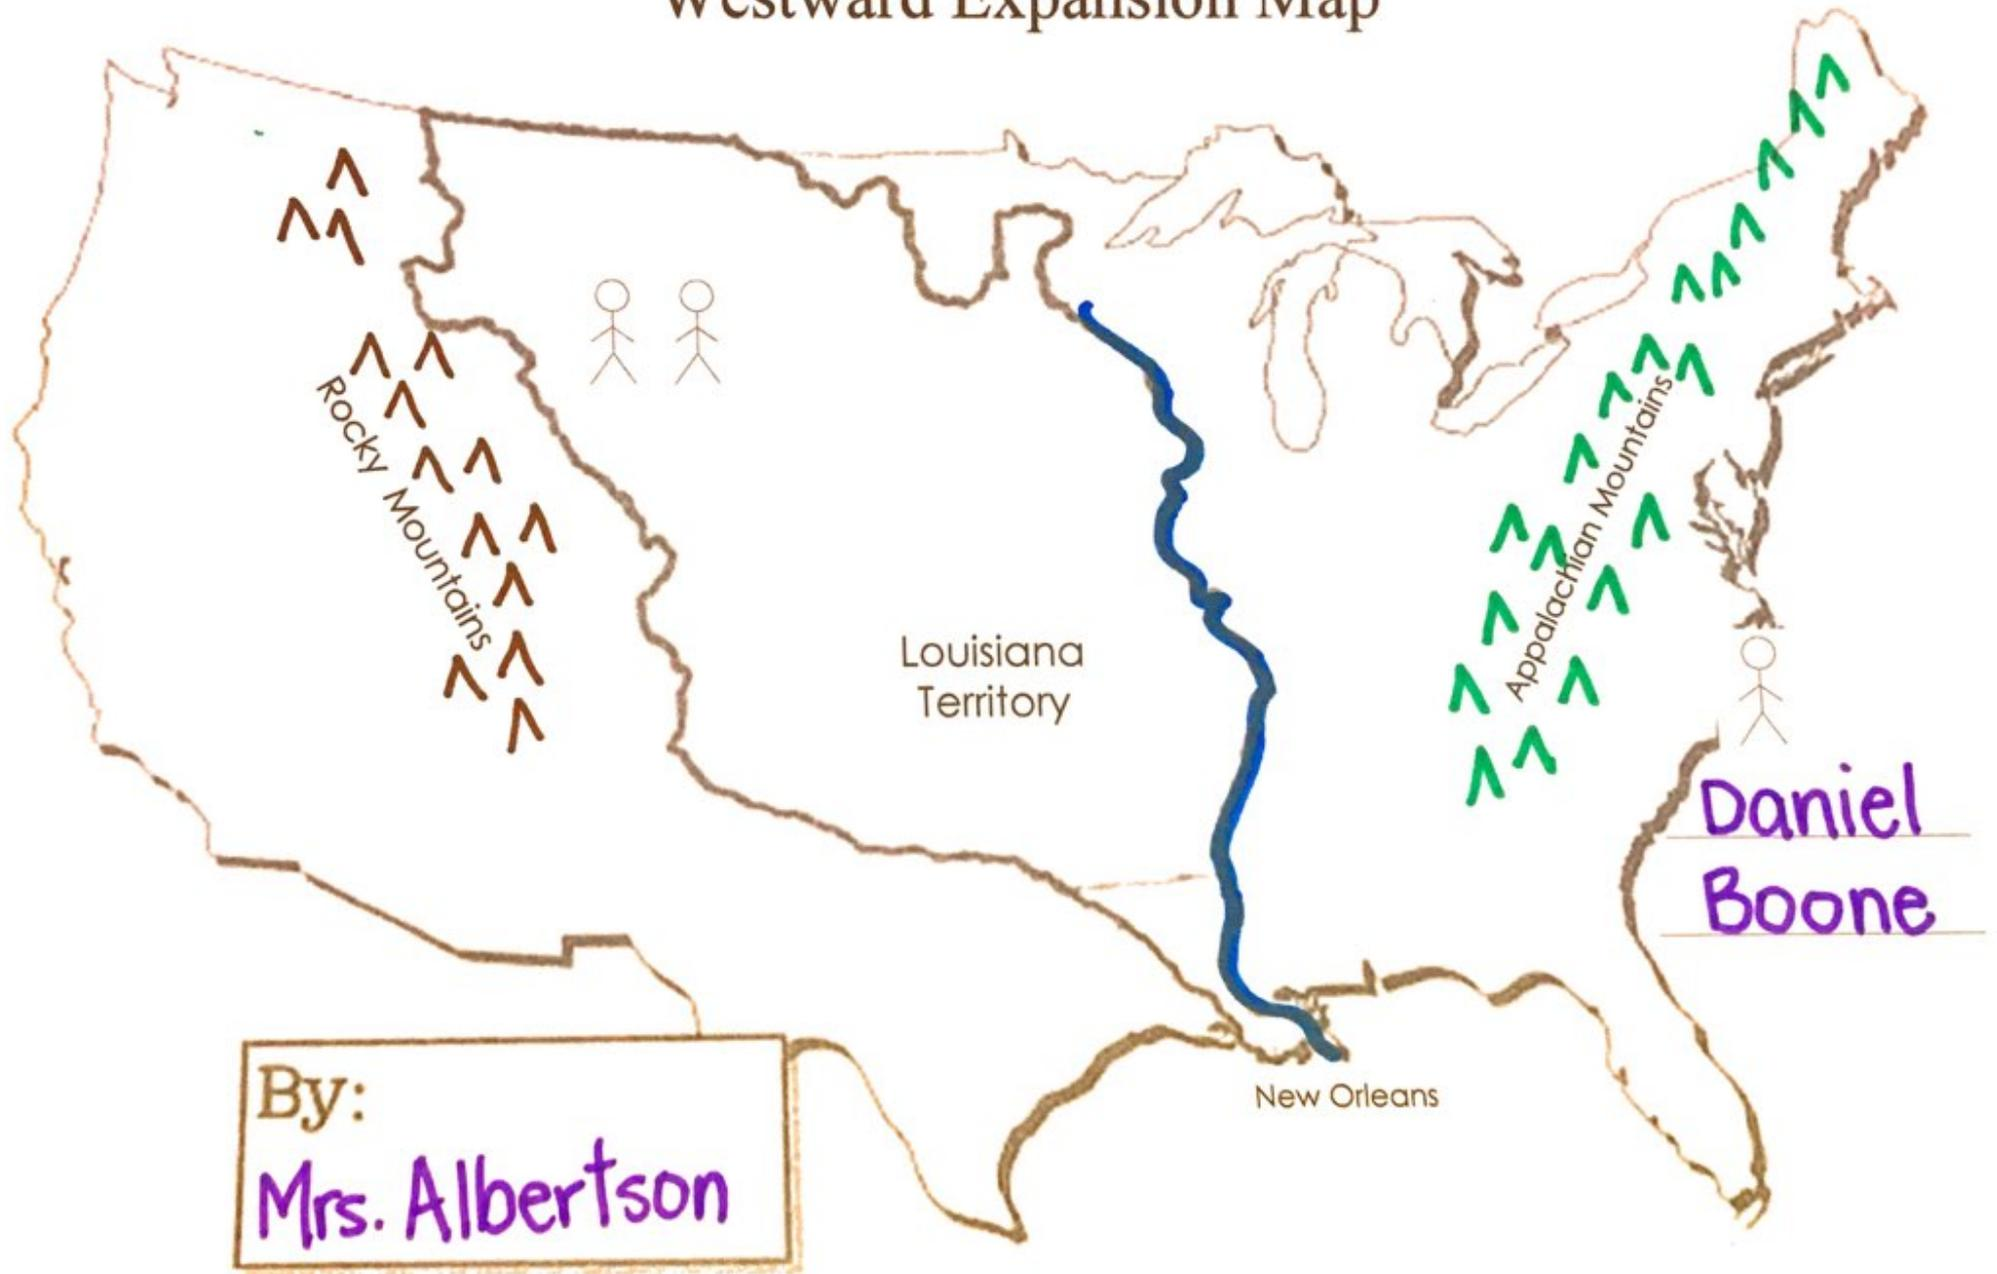 Westward Expansion Map
Rocky Mountains
Appalachian Mountains
Louisiana
Territory
Daniel
Boone
New Orleans
By:
Mrs. Albertson